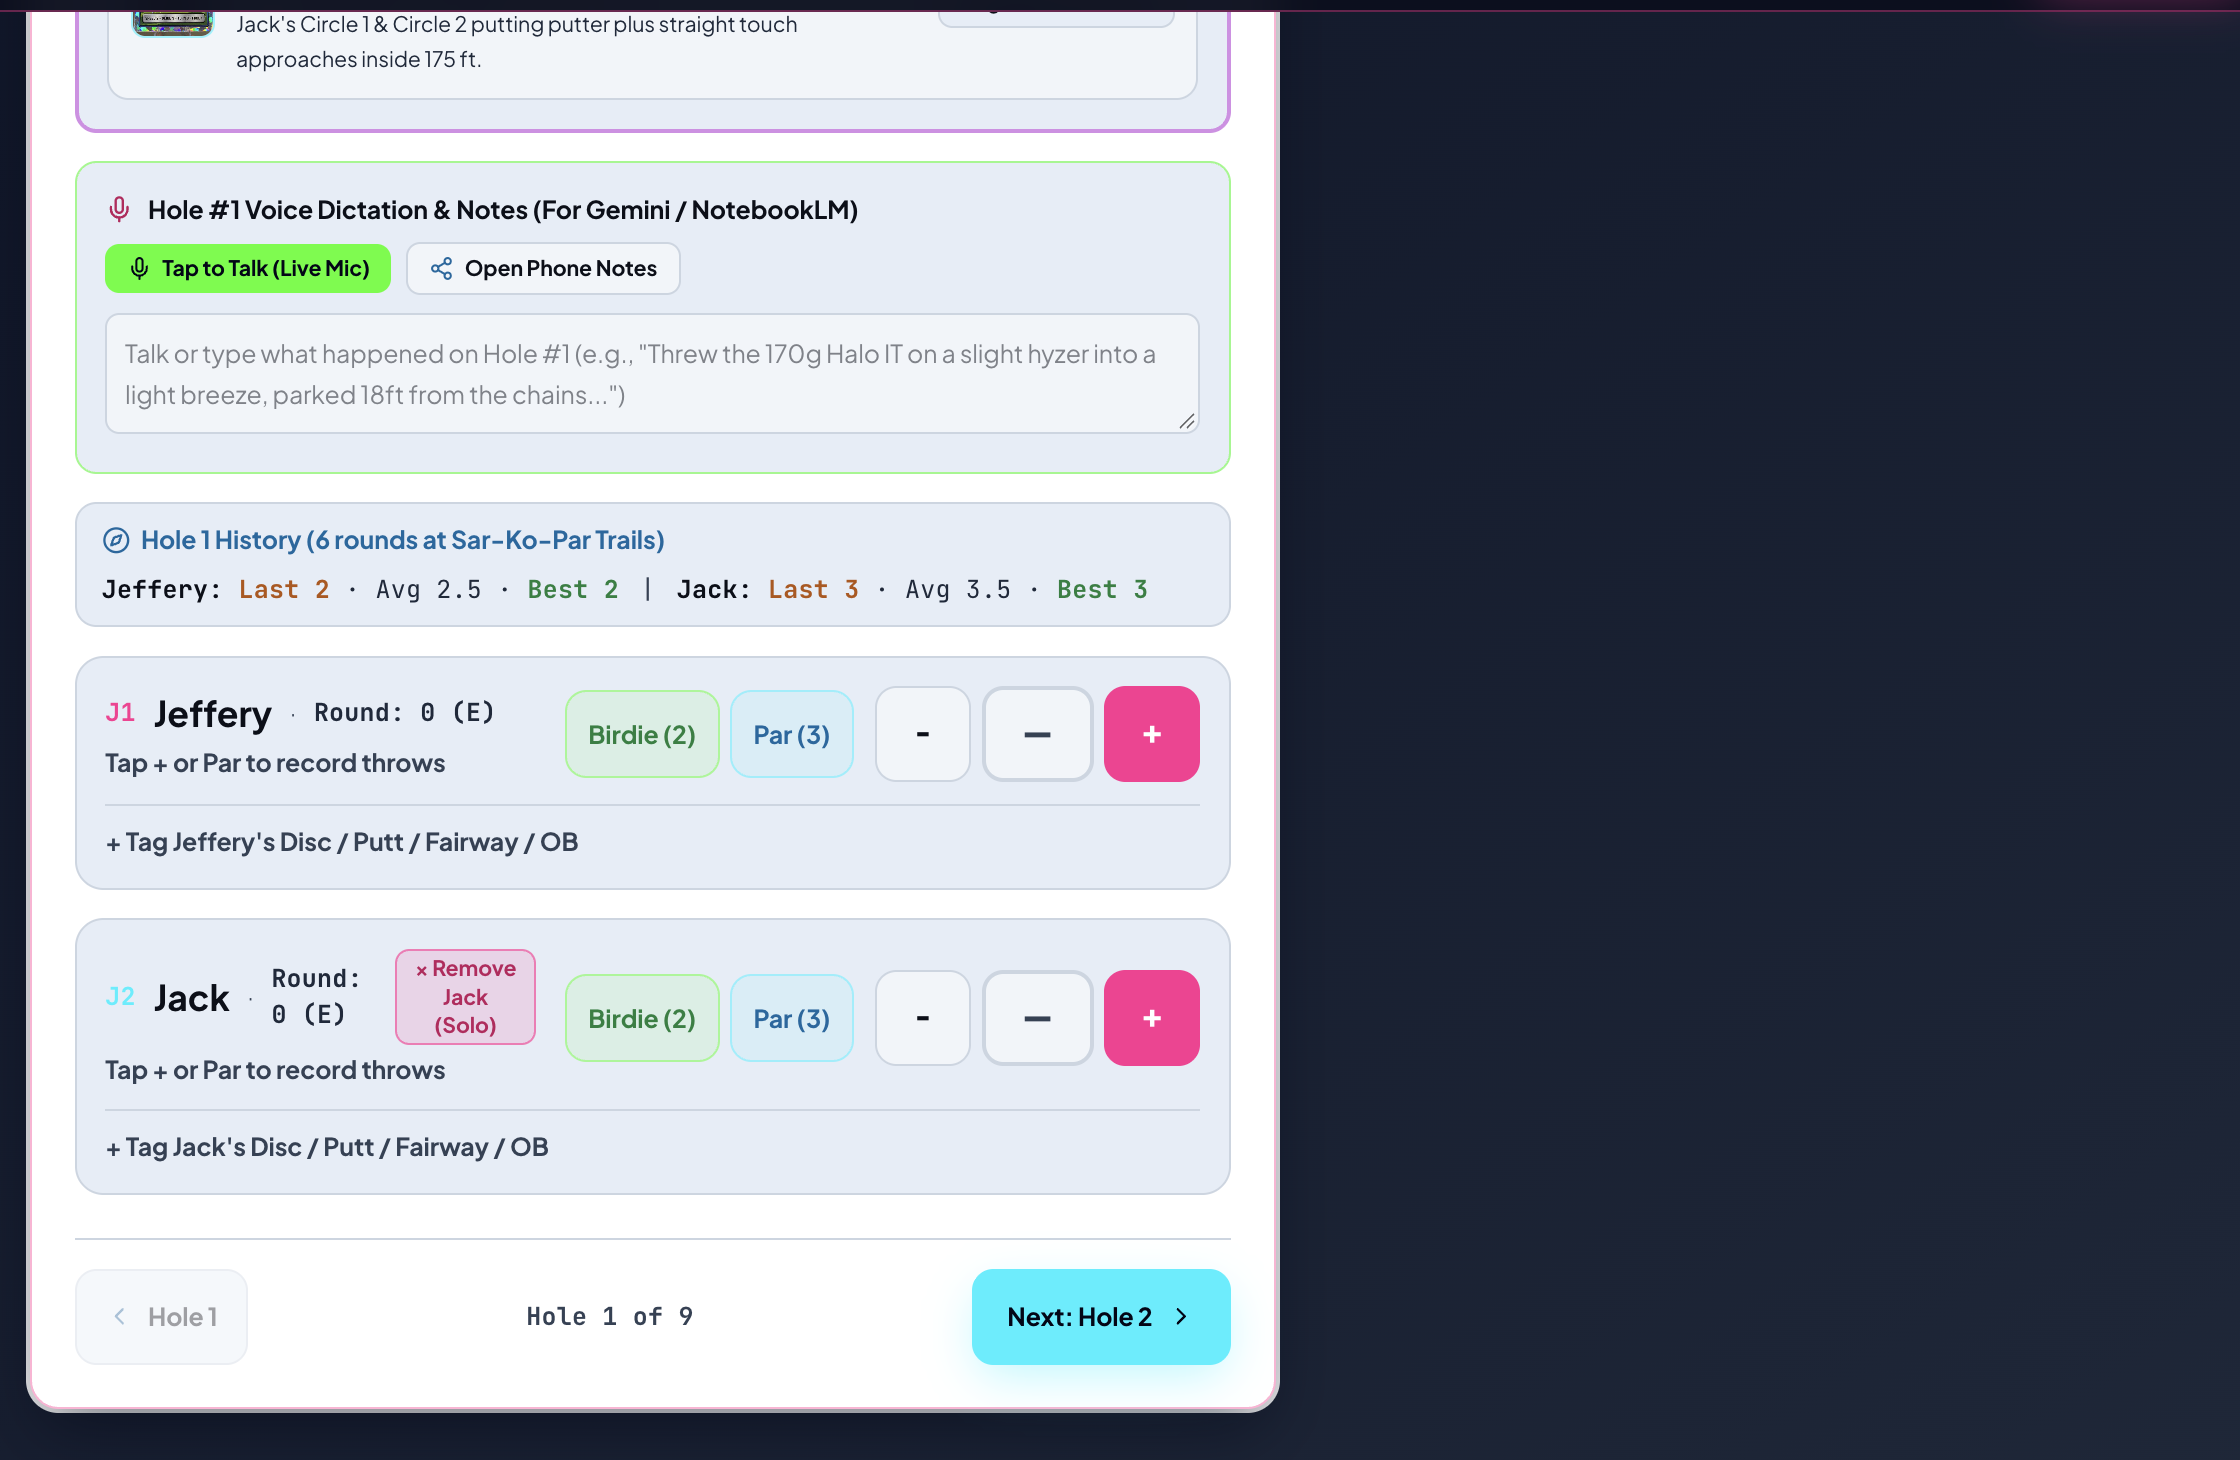 Jack's Circle 1 & Circle 2 putting putter plus straight touch
approaches inside 175 ft.
Hole #1 Voice Dictation & Notes (For Gemini / NotebookLM)
Tap to Talk (Live Mic)
Open Phone Notes
Talk or type what happened on Hole #1 (e.g., "Threw the 170g Halo IT on a slight hyzer into a
light breeze, parked 18ft from the chains...")
Hole 1 History (6 rounds at Sar-Ko-Par Trails)
Jeffery: Last 2 · Avg 2.5 · Best 2 | Jack: Last 3 · Avg 3.5 · Best 3
J1 Jeffery · Round: 0 (E)
Birdie (2)
Par (3)
-
—
+
Tap + or Par to record throws
+ Tag Jeffery's Disc / Putt / Fairway / OB
J2 Jack ·
Round:
0 (E)
× Remove
Jack
(Solo)
Birdie (2)
Par (3)
-
—
+
Tap + or Par to record throws
+ Tag Jack's Disc / Putt / Fairway / OB
Hole 1
Hole 1 of 9
Next: Hole 2